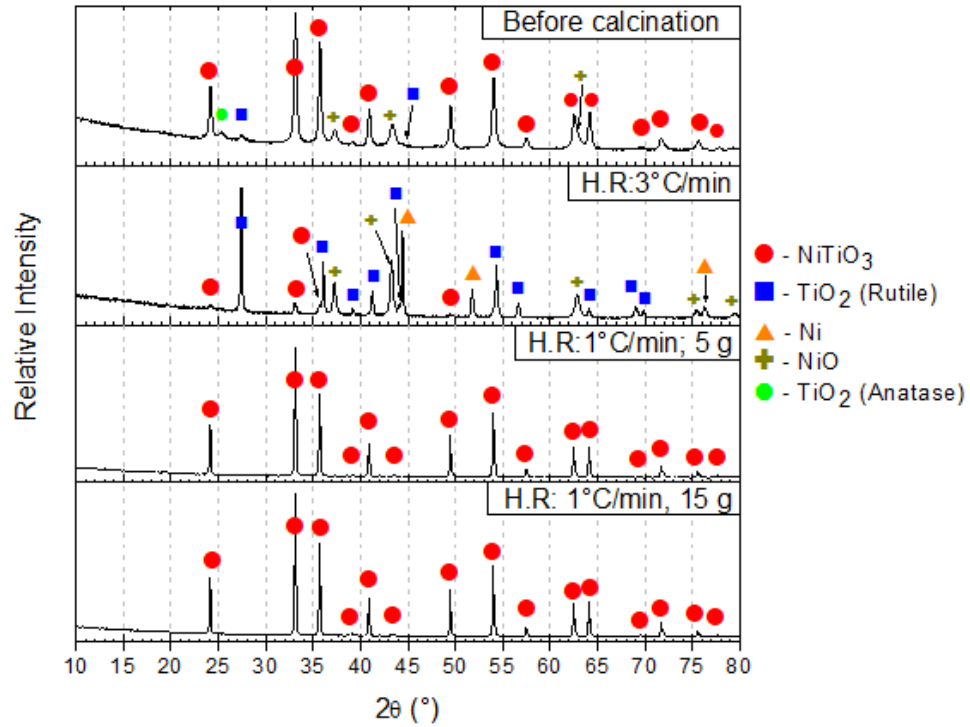 Before calcination
H.R:3°C/min
H.R:1°C/min; 5 g
H.R: 1°C/min, 15 g
Relative Intensity
10 15 20 25 30 35 40 45 50 55 60 65 70 75 80
2θ (°)
- NiTiO3
- TiO2 (Rutile)
- Ni
- NiO
- TiO2 (Anatase)